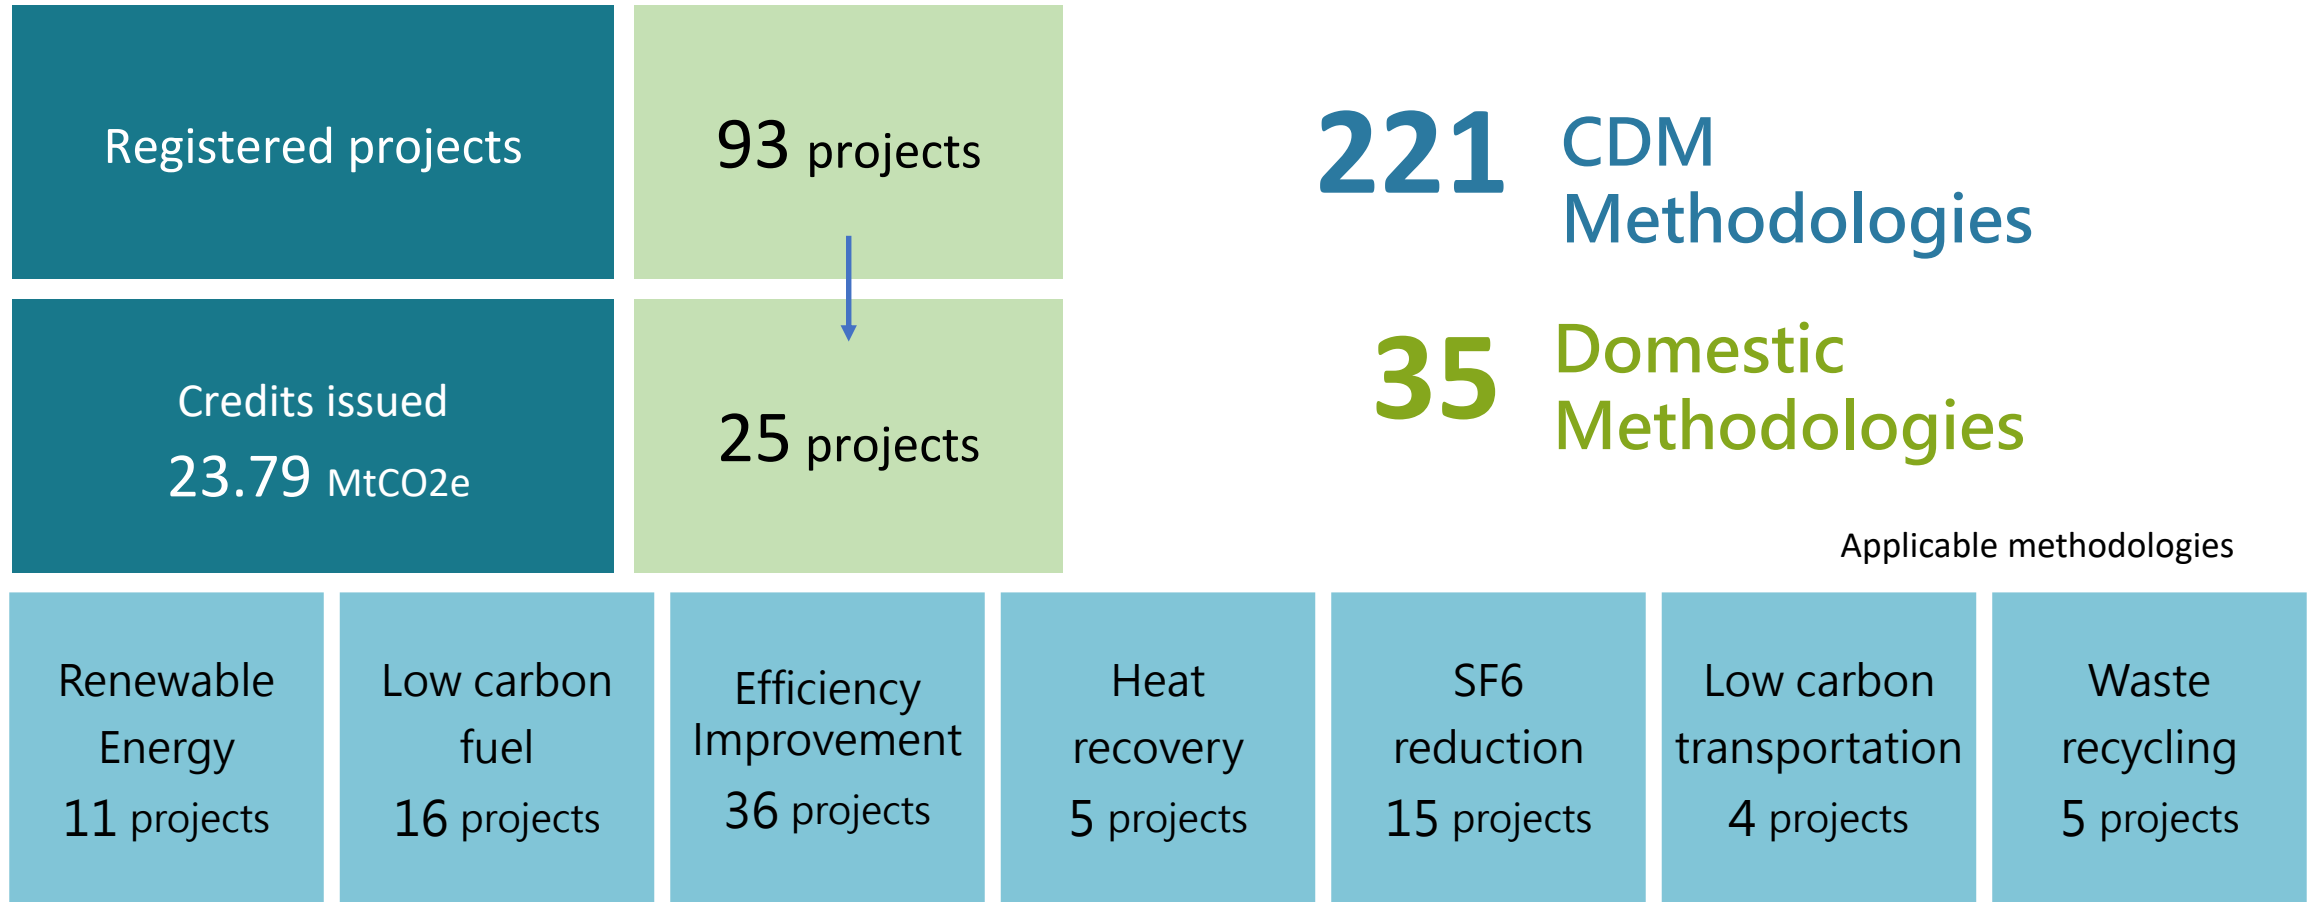 Registered projects
93 projects
Credits issued
23.79 MtCO2e
25 projects
221 CDM
Methodologies
35 Domestic
Methodologies
Applicable methodologies
Renewable
Energy
11 projects
Low carbon
fuel
16 projects
Efficiency
Improvement
36 projects
Heat
recovery
5 projects
SF6
reduction
15 projects
Low carbon
transportation
4 projects
Waste
recycling
5 projects